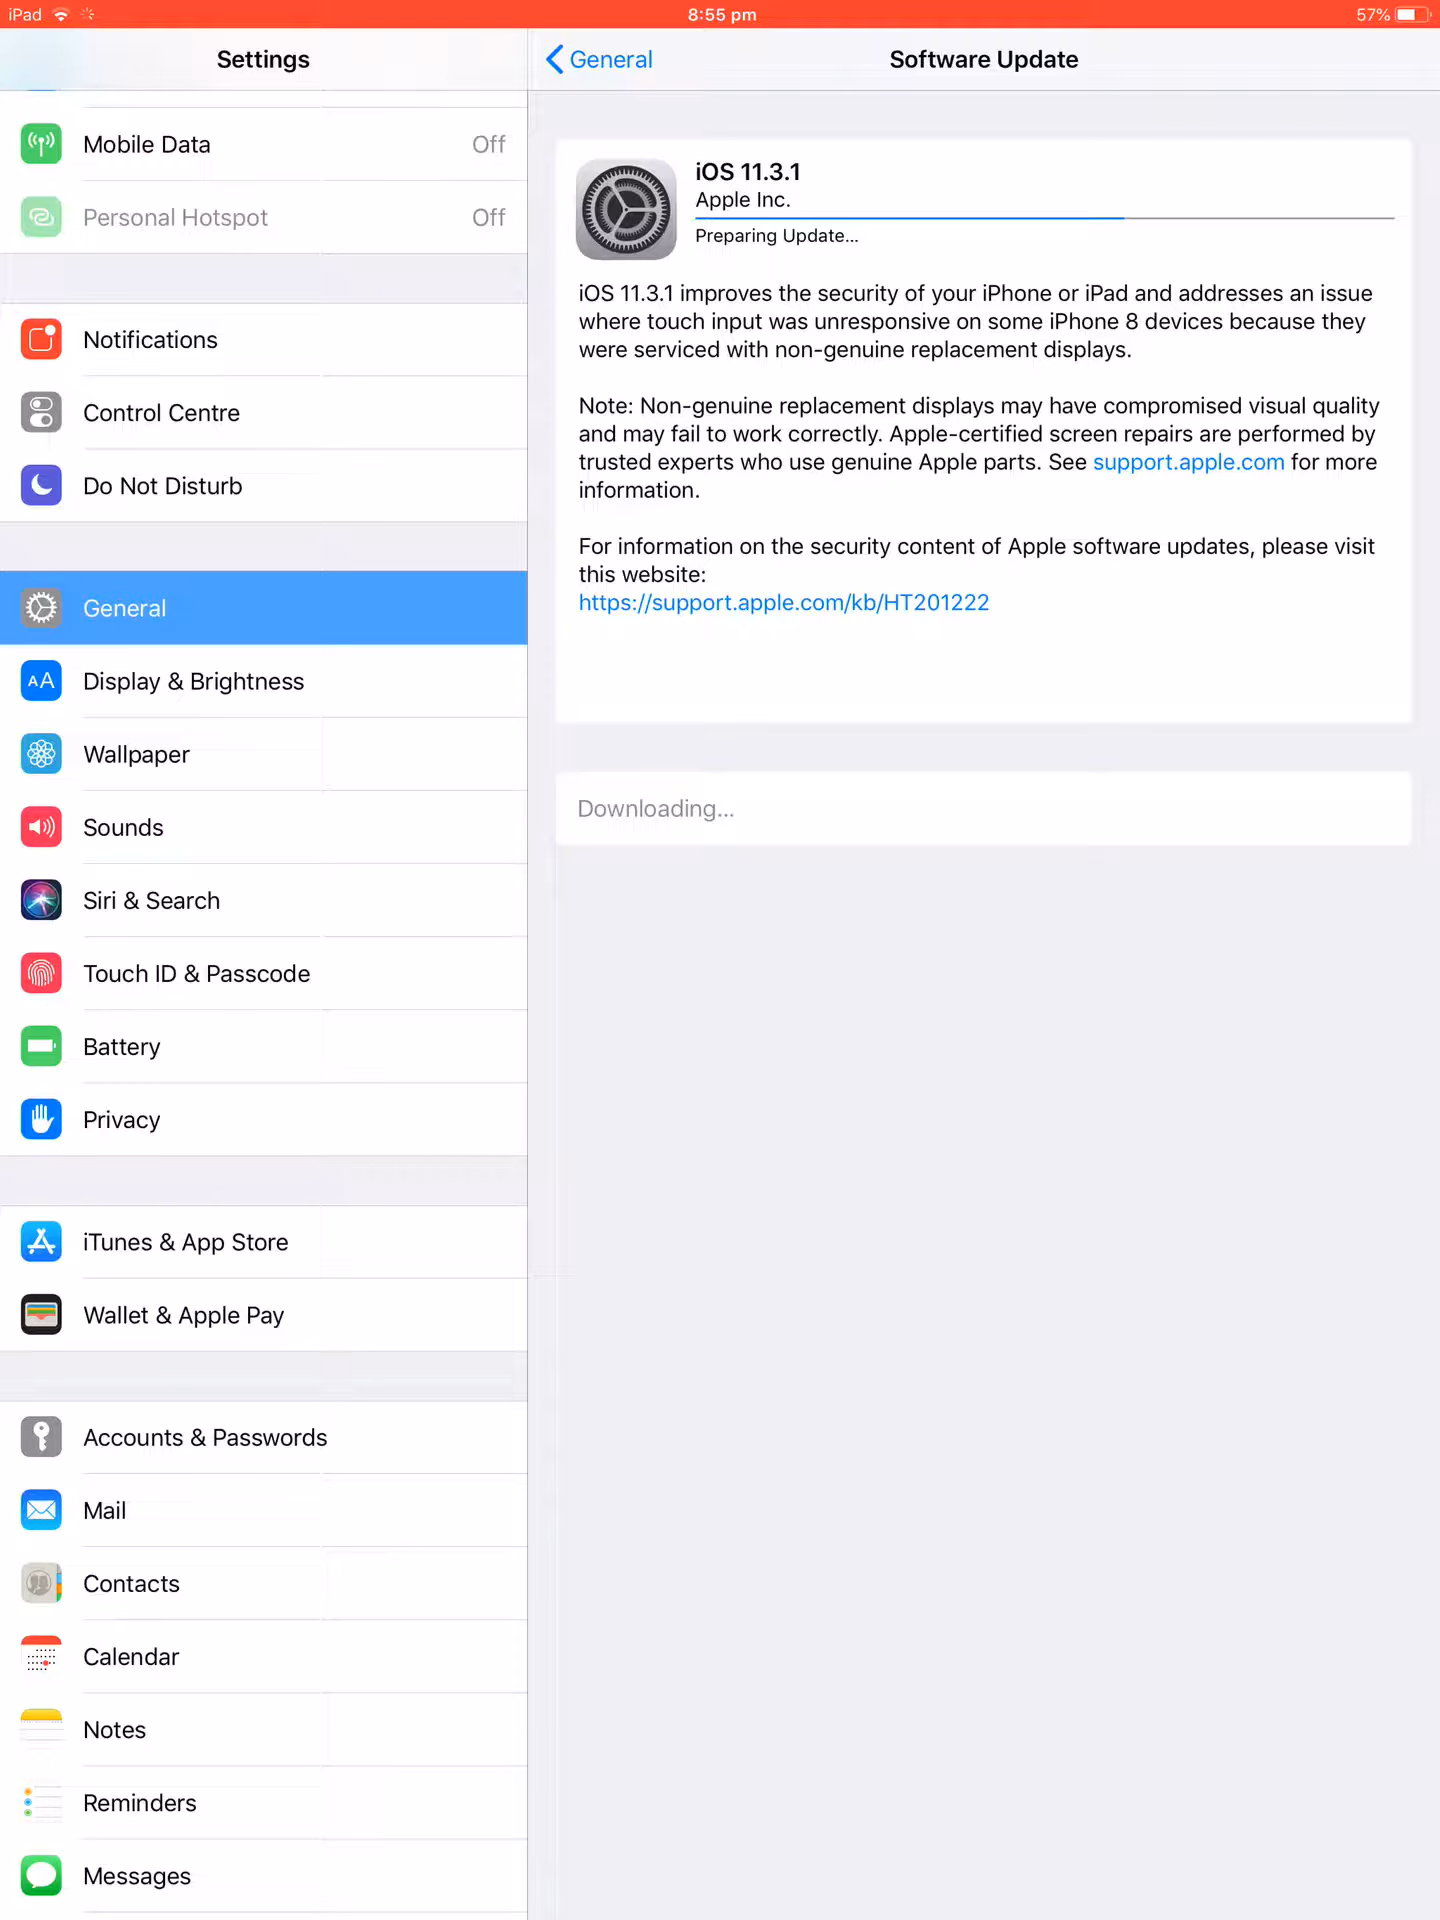 iPad
8:55 pm
57%
Settings
General
Software Update
Mobile Data
Off
Personal Hotspot
Off
Notifications
Control Centre
Do Not Disturb
General
AA
Display & Brightness
Wallpaper
Sounds
Siri & Search
Touch ID & Passcode
Battery
Privacy
iTunes & App Store
Wallet & Apple Pay
Accounts & Passwords
Mail
Contacts
Calendar
Notes
Reminders
Messages
iOS 11.3.1
Apple Inc.
Preparing Update...
iOS 11.3.1 improves the security of your iPhone or iPad and addresses an issue
where touch input was unresponsive on some iPhone 8 devices because they
were serviced with non-genuine replacement displays.
Note: Non-genuine replacement displays may have compromised visual quality
and may fail to work correctly. Apple-certified screen repairs are performed by
trusted experts who use genuine Apple parts. See support.apple.com for more
information.
For information on the security content of Apple software updates, please visit
this website:
https://support.apple.com/kb/HT201222
Downloading...